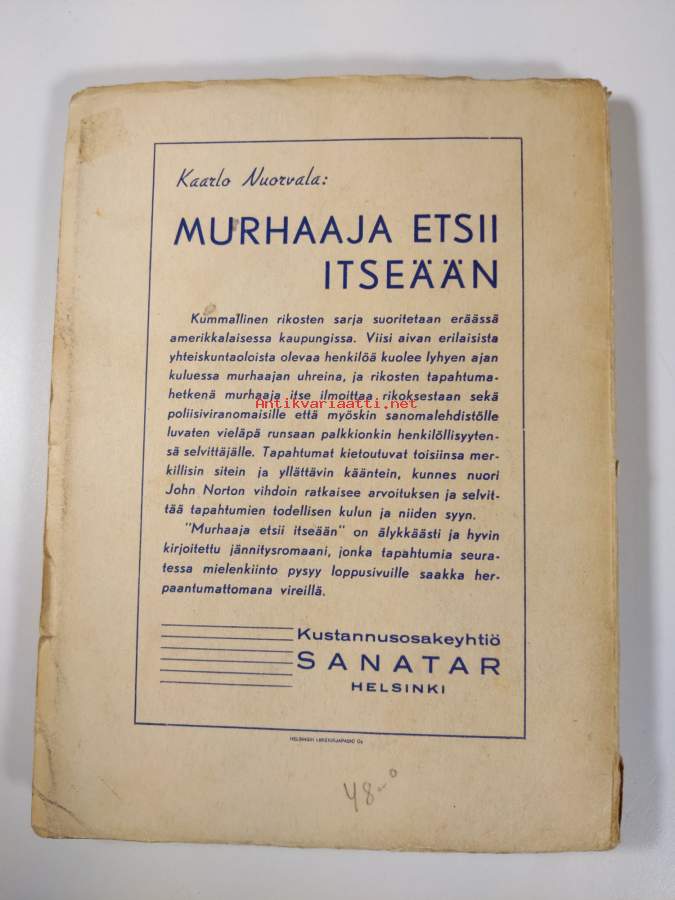 Kaarlo Nuorvala:
MURHAAJA ETSII
ITSEÄÄN
Kummallinen rikosten sarja suoritetaan eräässä
amerikkalaisessa kaupungissa. Viisi aivan erilaisista
yhteiskuntaoloista olevaa henkilöä kuolee lyhyen ajan
kuluessa murhaajan uhreina, ja rikosten tapahtuma-
hetkenä murhaaja itse ilmoittaa rikoksestaan sekä
Antikvariaatti.net
poliisiviranomaisille että myöskin sanomalehdistölle
luvaten vieläpä runsaan palkkionkin henkilöllisyyten-
sä selvittäjälle. Tapahtumat kietoutuvat toisiinsa mer-
killisin sitein ja yllättävin kääntein, kunnes nuori
John Norton vihdoin ratkaisee arvoituksen ja selvit-
tää tapahtumien todellisen kulun ja niiden syyn.
"Murhaaja etsii itseään" on älykkäästi ja hyvin
kirjoitettu jännitysromaani, jonka tapahtumia seura-
tessa mielenkiinto pysyy loppusivuille saakka her-
paantumattomana vireillä.
Kustannusosakeyhtiö
SANATAR
HELSINKI
HELSINGIN LIIKEKIRJAPAINO Oy
48.-